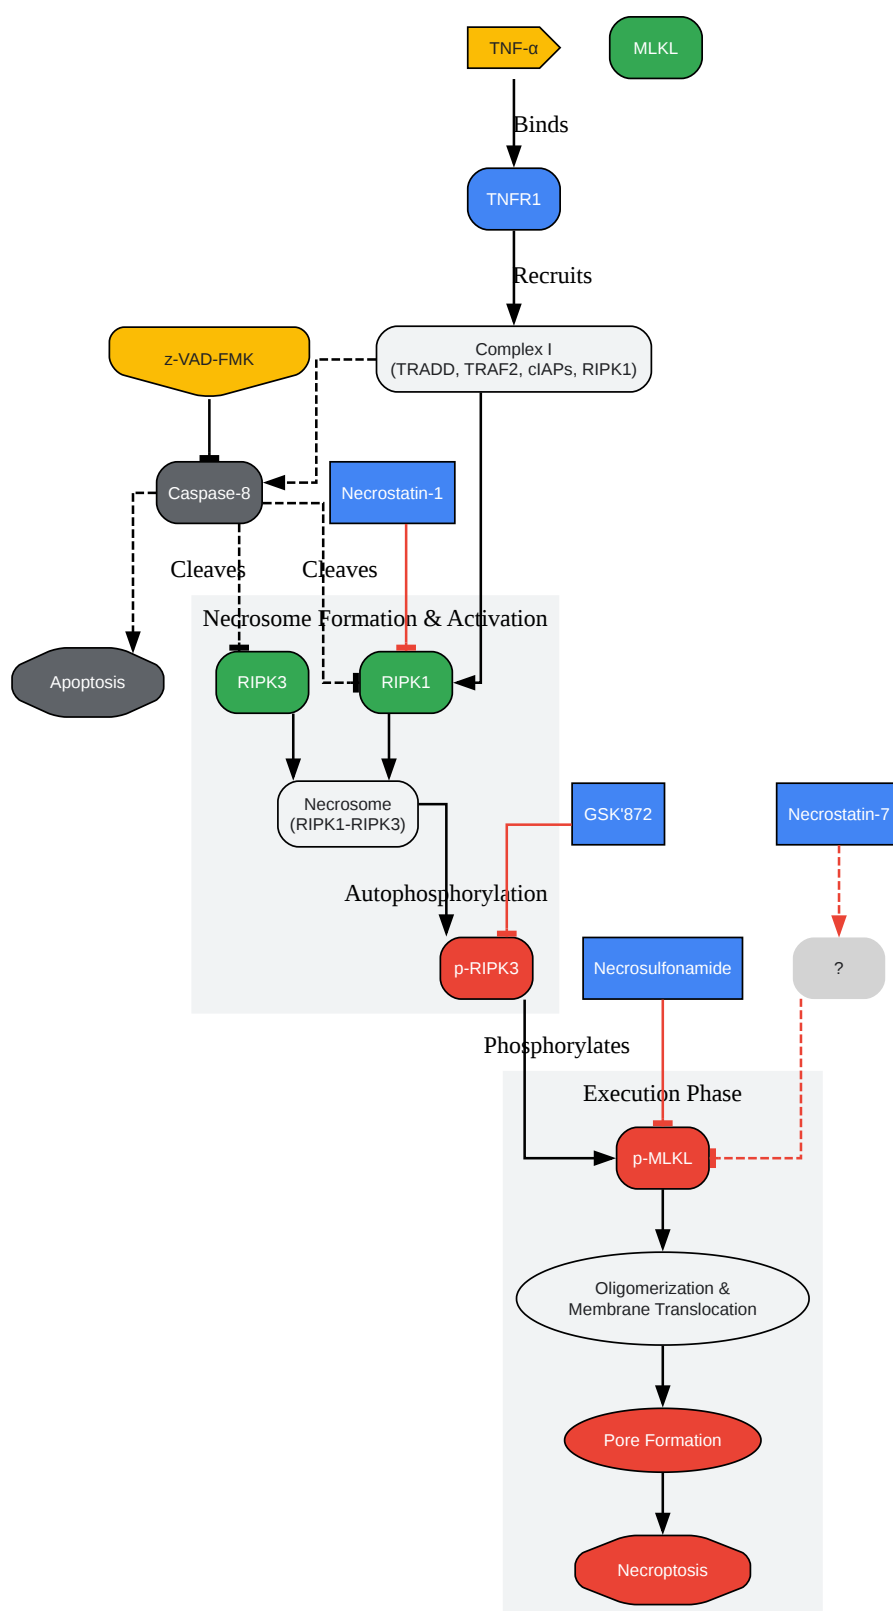 TNF-α
MLKL
Binds
TNFR1
Recruits
Complex I
(TRADD, TRAF2, cIAPs, RIPK1)
z-VAD-FMK
Caspase-8
Necrostatin-1
Cleaves
Cleaves
Necrosome Formation & Activation
Apoptosis
RIPK3
RIPK1
Necrosome
(RIPK1-RIPK3)
GSK'872
Necrostatin-7
Autophosphorylation
p-RIPK3
Necrosulfonamide
?
Phosphorylates
Execution Phase
p-MLKL
Oligomerization &
Membrane Translocation
Pore Formation
Necroptosis